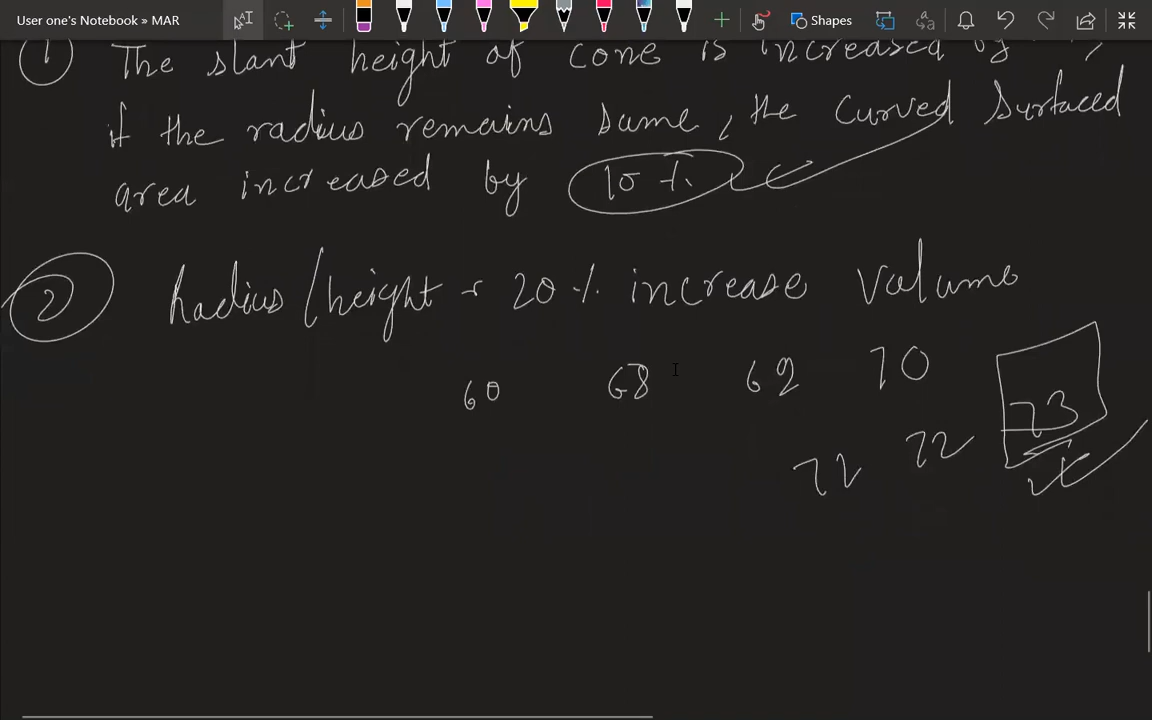 User one's Notebook » MAR
Shapes
① The slant height of cone is increased by
if the radius remains same, the curved surfaced
area increased by 10 %
② Radius/height + 20 % increase volume
60 68 62 70
73
72 72